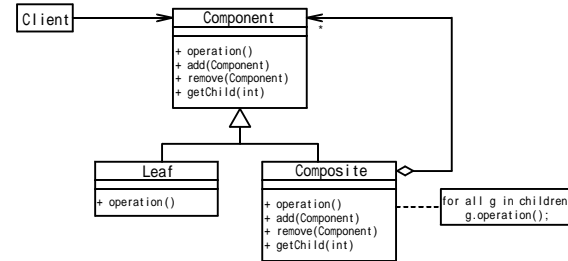 Client
Component
+ operation()
+ add(Component)
+ remove(Component)
+ getChild(int)
*
Leaf
+ operation()
Composite
+ operation()
+ add(Component)
+ remove(Component)
+ getChild(int)
for all g in children
g.operation();